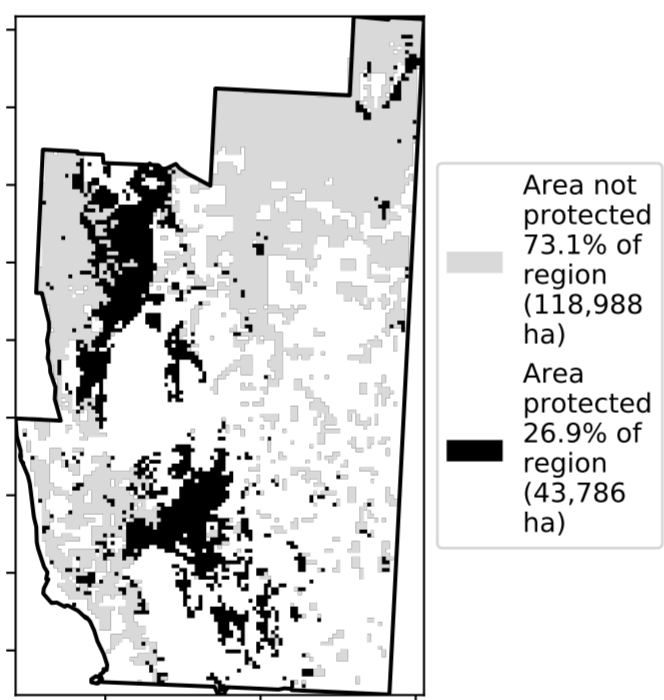 Area not
protected
73.1% of
region
(118,988
ha)
Area
protected
26.9% of
region
(43,786
ha)